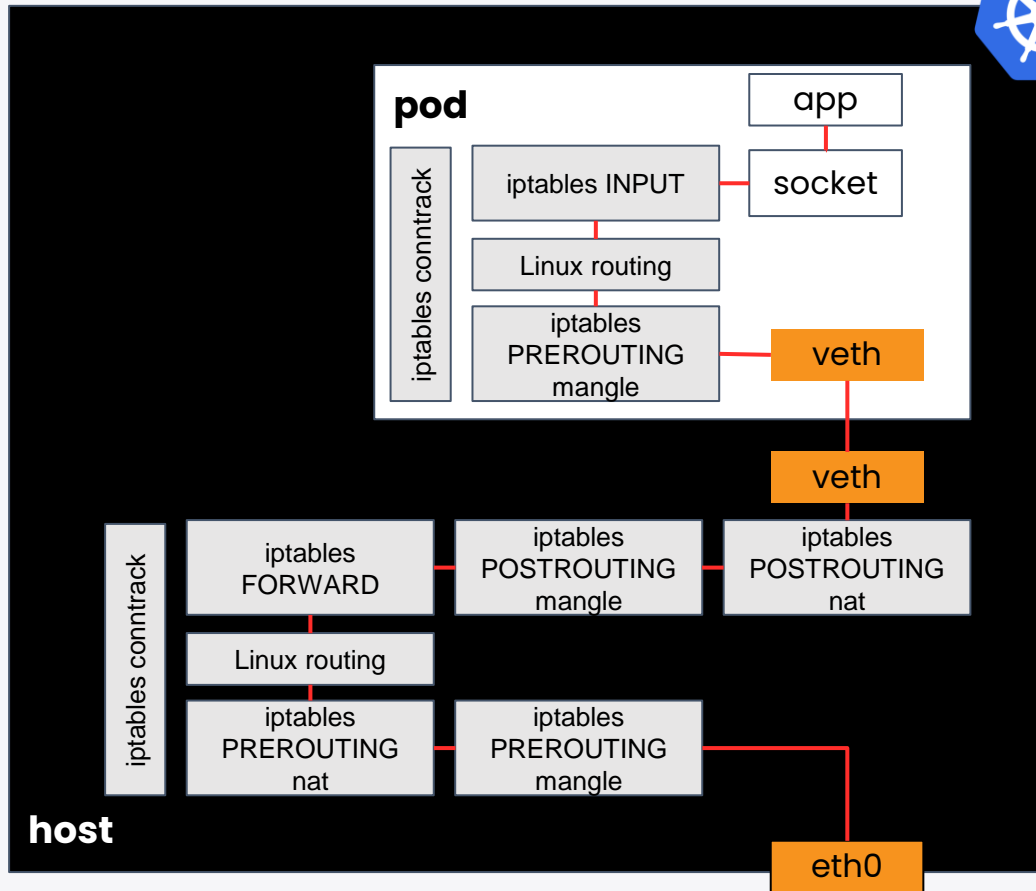 pod
app
iptables conntrack
iptables INPUT
socket
Linux routing
iptables
PREROUTING
mangle
veth
veth
iptables conntrack
iptables
FORWARD
iptables
POSTROUTING
mangle
iptables
POSTROUTING
nat
Linux routing
iptables
PREROUTING
nat
iptables
PREROUTING
mangle
host
eth0